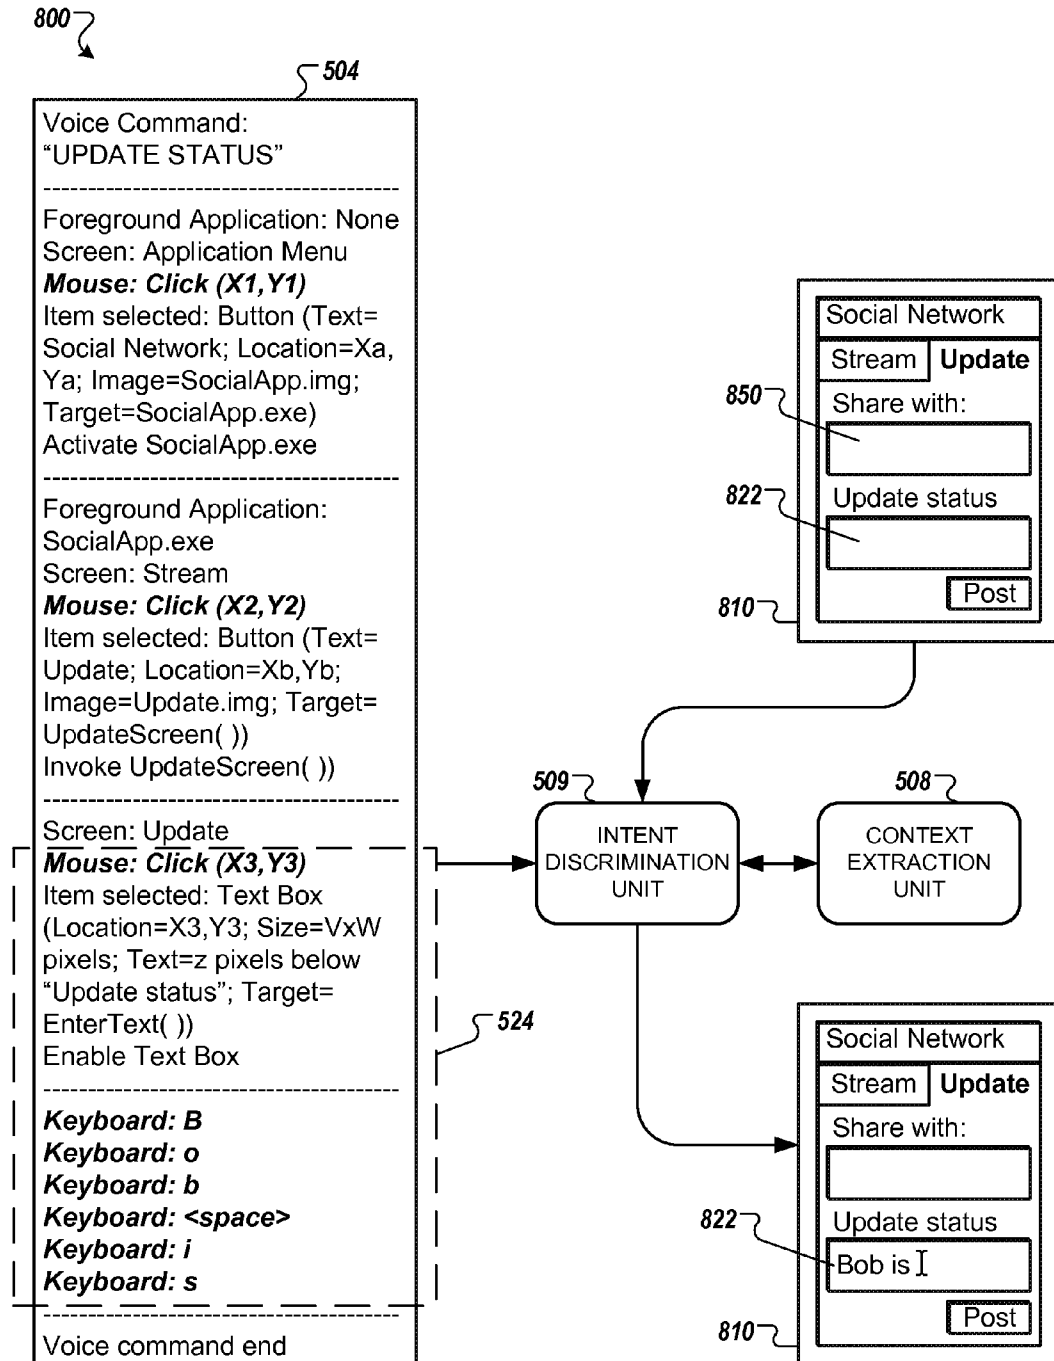 800
504
Voice Command:
“UPDATE STATUS”
Foreground Application: None
Screen: Application Menu
Mouse: Click (X1,Y1)
Item selected: Button (Text=
Social Network; Location=Xa,
Ya; Image=SocialApp.img;
Target=SocialApp.exe)
Activate SocialApp.exe
Foreground Application:
SocialApp.exe
Screen: Stream
Mouse: Click (X2,Y2)
Item selected: Button (Text=
Update; Location=Xb,Yb;
Image=Update.img; Target=
UpdateScreen( ))
Invoke UpdateScreen( ))
Screen: Update
Mouse: Click (X3,Y3)
Item selected: Text Box
(Location=X3,Y3; Size=VxW
pixels; Text=z pixels below
“Update status”; Target=
EnterText( ))
Enable Text Box
Keyboard: B
Keyboard: o
Keyboard: b
Keyboard: <space>
Keyboard: i
Keyboard: s
Voice command end
524
Social Network
Stream Update
850
Share with:
822
Update status
Post
810
509
INTENT
DISCRIMINATION
UNIT
508
CONTEXT
EXTRACTION
UNIT
Social Network
Stream Update
Share with:
822
Update status
Bob is
Post
810